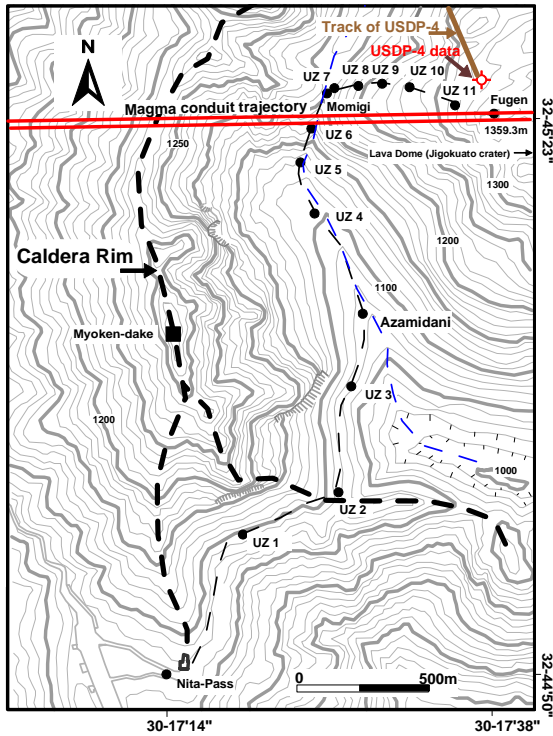 Track of USDP-4
N
USDP-4 data
UZ 7
UZ 8
UZ 9
UZ 10
UZ 11
Fugen
Magma conduit trajectory
Momigi
1359.3m
32-45'23"
UZ 6
1250
Lava Dome (Jigokuato crater)
UZ 5
1300
UZ 4
1200
Caldera Rim
1100
Azamidani
Myoken-dake
UZ 3
1200
1000
UZ 2
UZ 1
Nita-Pass
0
500m
32-44'50"
30-17'14"
30-17'38"